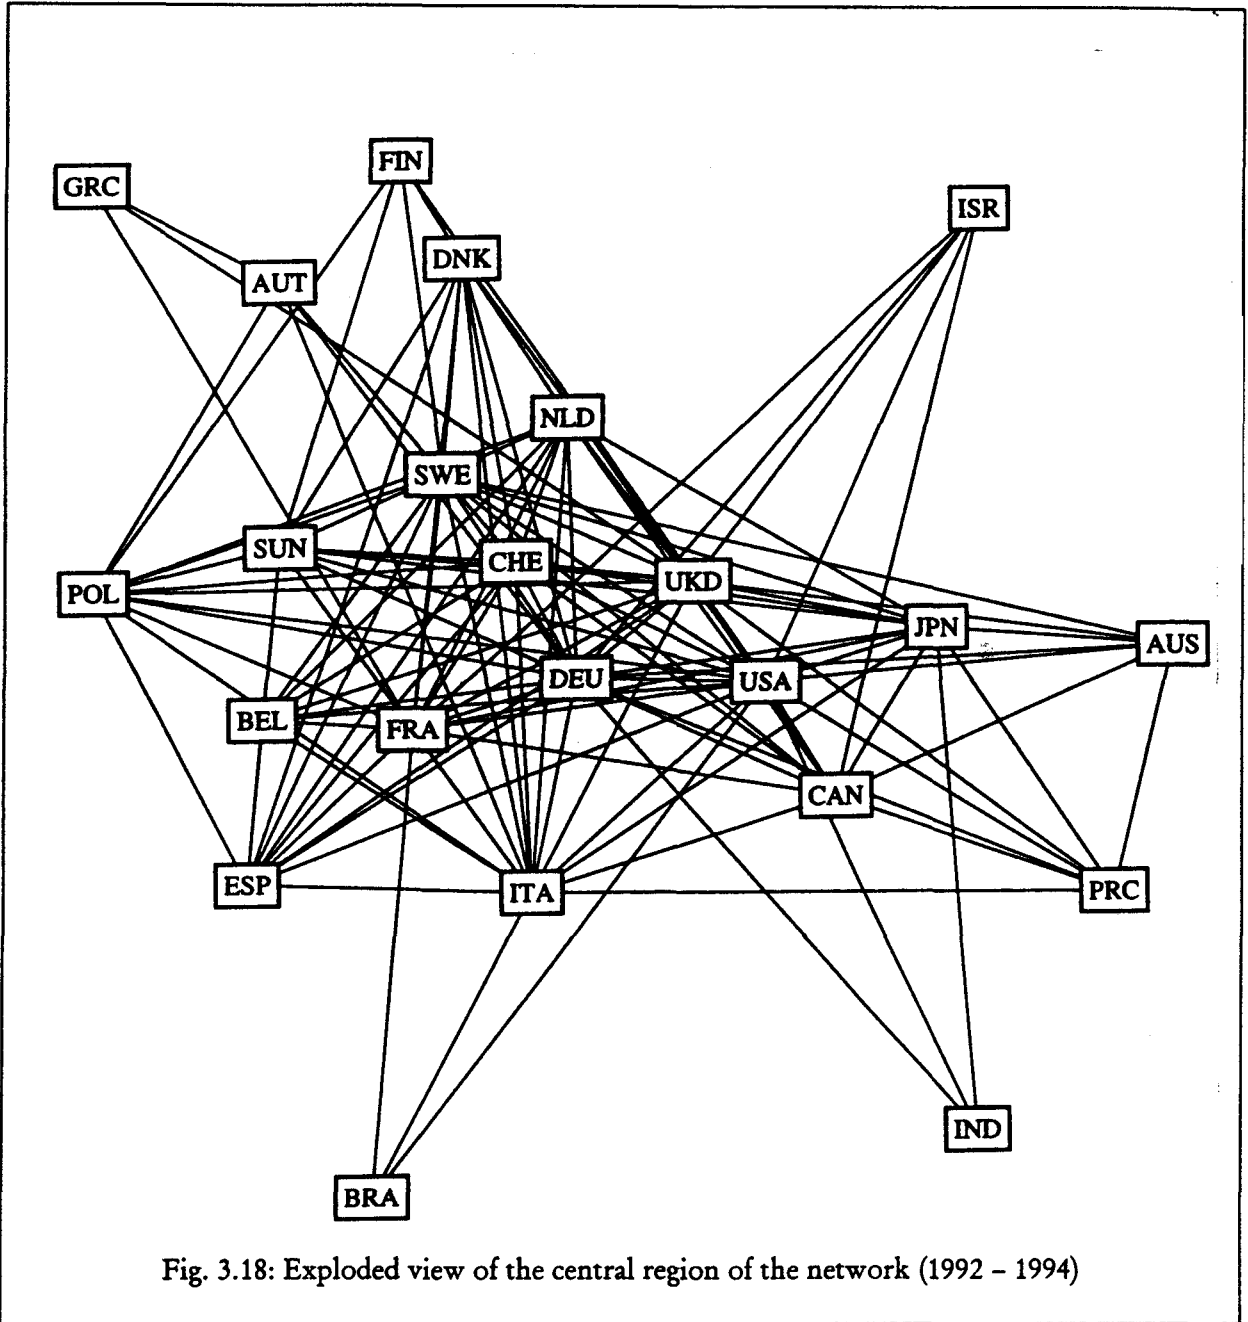 FIN
GRC
ISR
DNK
AUT
NLD
SWE
SUN
CHE
UKD
POL
JPN
AUS
DEU
USA
BEL
FRA
CAN
ESP
ITA
PRC
IND
BRA
Fig. 3.18: Exploded view of the central region of the network (1992 – 1994)